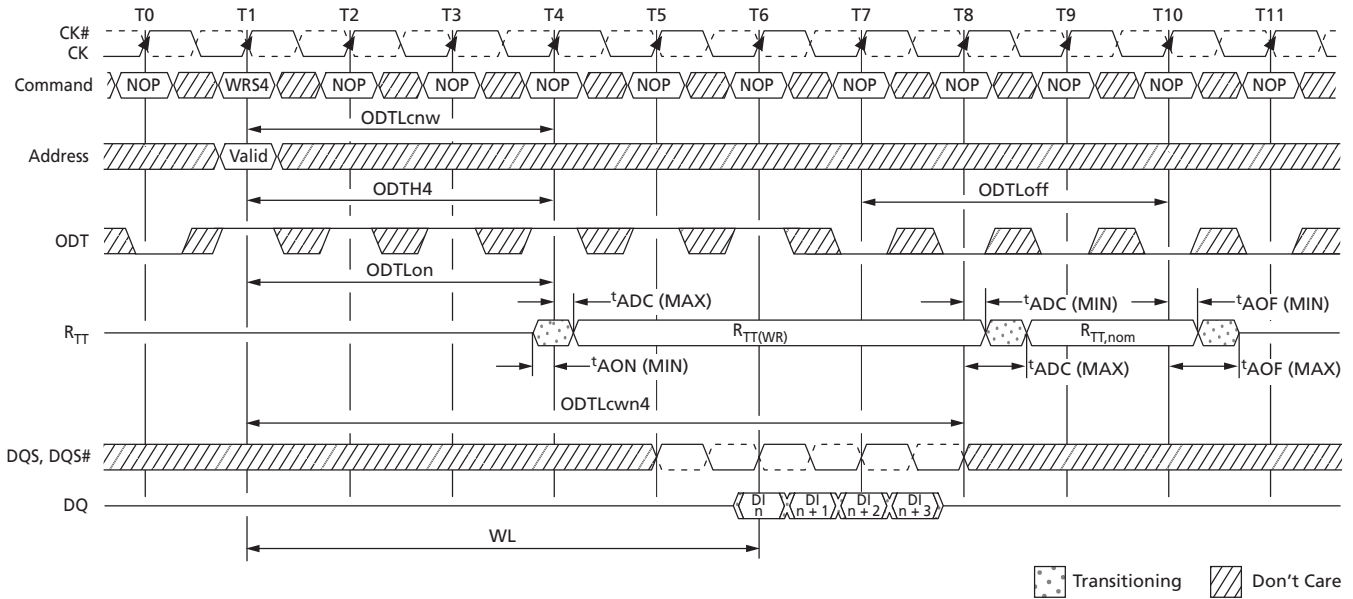 T0 T1 T2 T3 T4 T5 T6 T7 T8 T9 T10 T11
CK#
CK
Command NOP WRS4 NOP NOP NOP NOP NOP NOP NOP NOP NOP NOP
ODTLcnw
Address Valid
ODTH4 ODTLoff
ODT
ODTLon
tADC (MAX) tADC (MIN) tAOF (MIN)
RTT RTT(WR) RTT,nom
tAON (MIN) tADC (MAX) tAOF (MAX)
ODTLcwn4
DQS, DQS#
DQ DI n DI n + 1 DI n + 2 DI n + 3
WL
Transitioning Don't Care